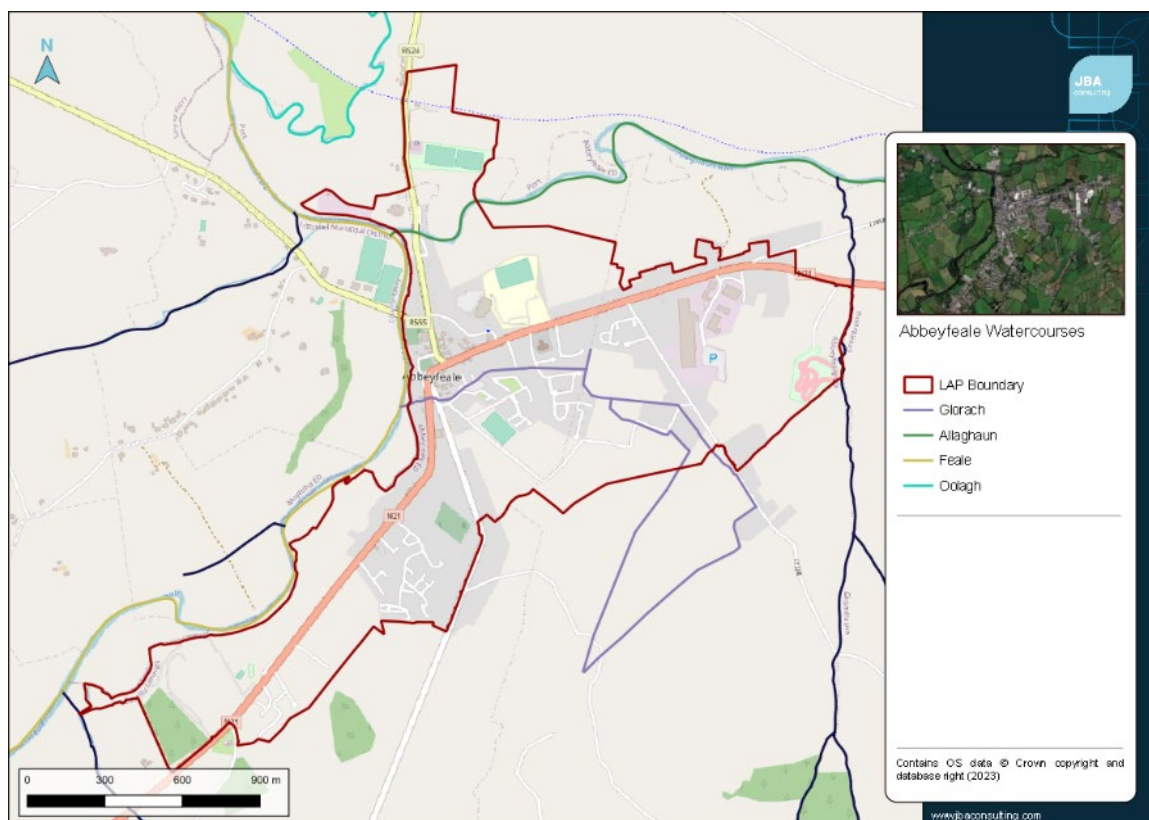 N
R524
R555
Abbeyfeale
N21
N21
N21
P
0 300 600 900 m
JBA
consulting
Abbeyfeale Watercourses
LAP Boundary
Glorach
Allaghaun
Feale
Oolagh
Contains OS data © Crown copyright and
database right (2023)
www.jbaconsulting.com